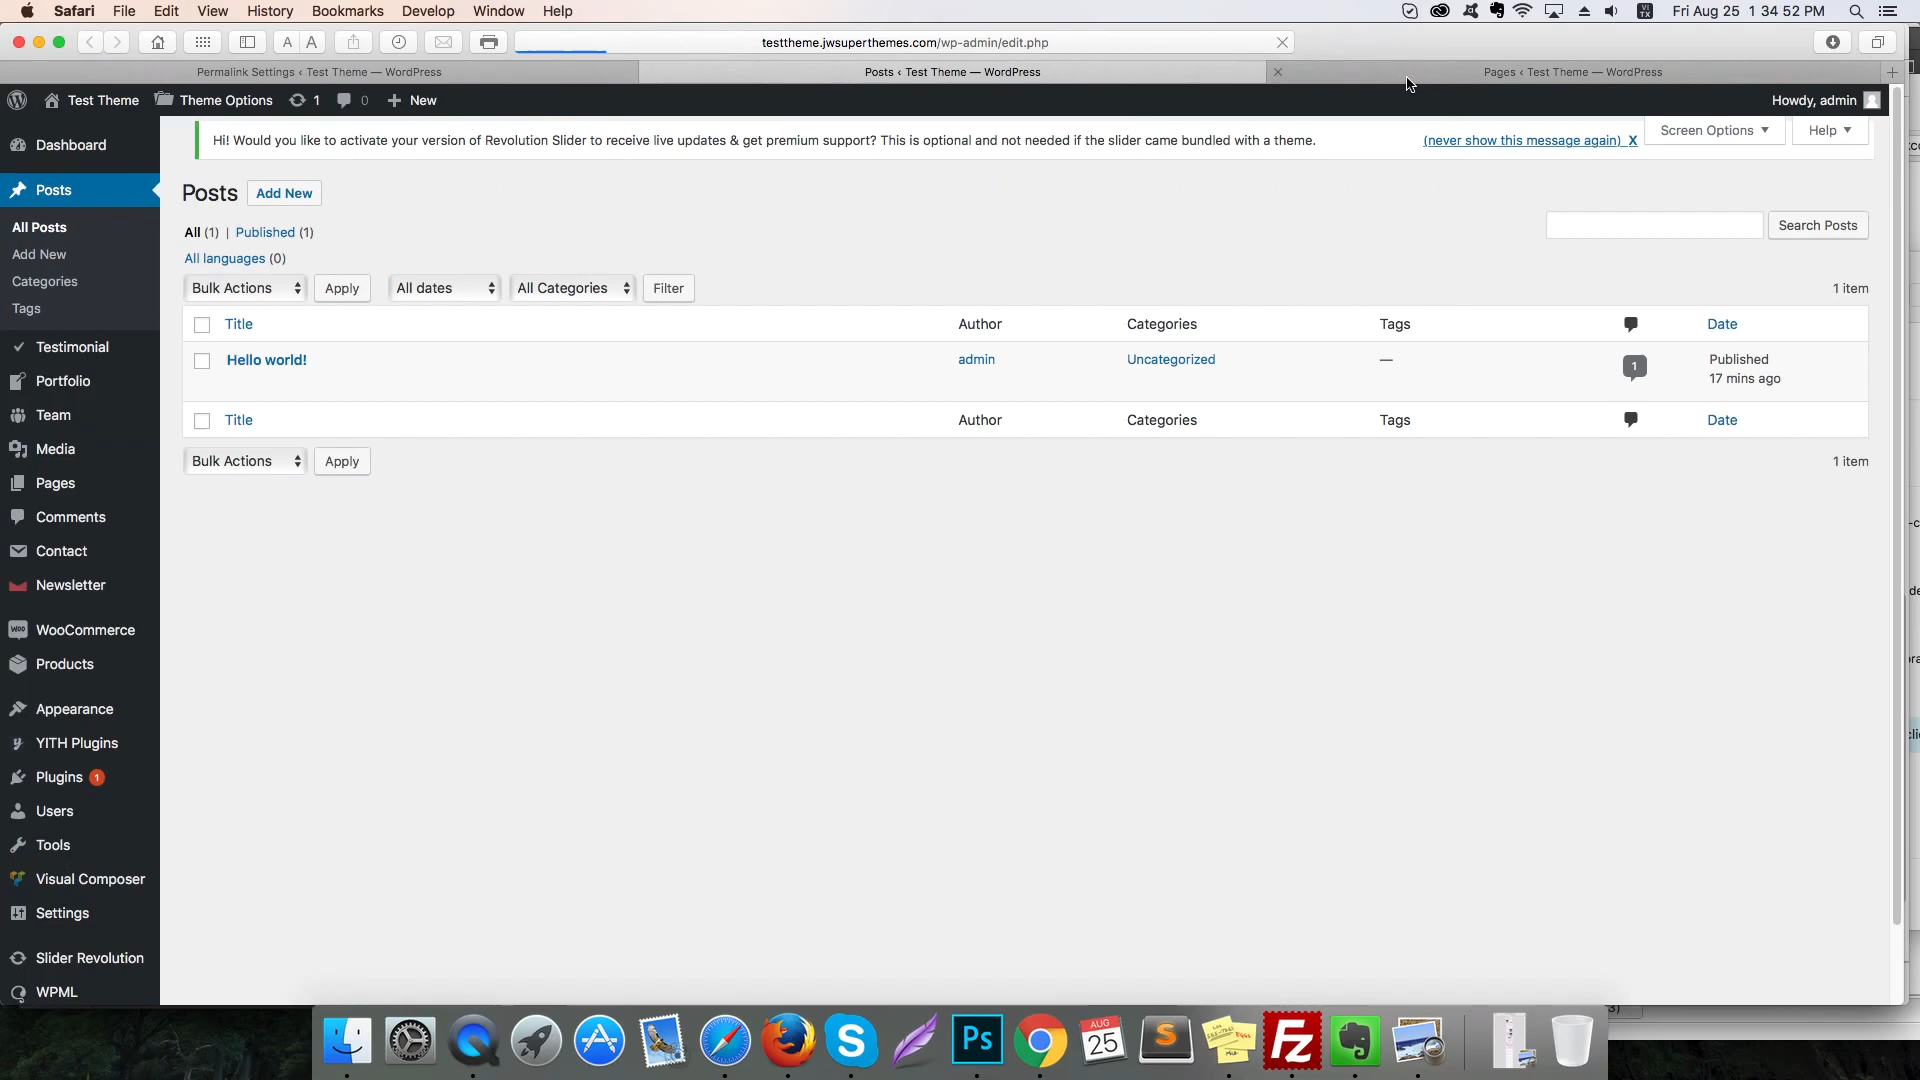 Safari File Edit View History Bookmarks Develop Window Help Fri Aug 25 1 34 52 PM
A A testtheme.jwsuperthemes.com/wp-admin/edit.php
Permalink Settings ‹ Test Theme — WordPress Posts ‹ Test Theme — WordPress Pages ‹ Test Theme — WordPress
Test Theme Theme Options 1 0 New Howdy, admin
Hi! Would you like to activate your version of Revolution Slider to receive live updates & get premium support? This is optional and not needed if the slider came bundled with a theme. (never show this message again) X
Screen Options Help
Dashboard
Posts
All Posts
Add New
Categories
Tags
Testimonial
Portfolio
Team
Media
Pages
Comments
Contact
Newsletter
WooCommerce
Products
Appearance
YITH Plugins
Plugins 1
Users
Tools
Visual Composer
Settings
Slider Revolution
WPML
Posts Add New
All (1) | Published (1)
Search Posts
All languages (0)
Bulk Actions Apply All dates All Categories Filter 1 item
Title Author Categories Tags Date
Hello world! admin Uncategorized — 1 Published
17 mins ago
Title Author Categories Tags Date
Bulk Actions Apply 1 item
Ps
AUG
25
S
Fz